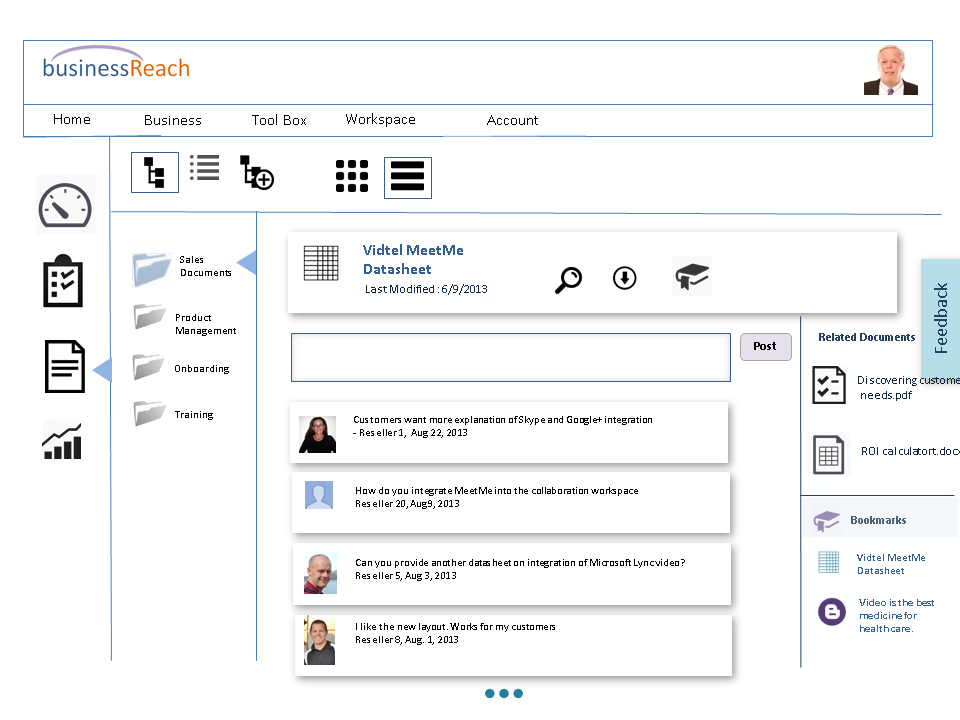 businessReach
Home Business Tool Box Workspace Account
Sales
Documents
Product
Management
Onboarding
Training
Vidtel MeetMe
Datasheet
Last Modified: 6/9/2013
Post
Customers want more explanation of Skype and Google+ integration
- Reseller 1, Aug 22, 2013
How do you integrate MeetMe into the collaboration workspace
Reseller 20, Aug9, 2013
Can you provide another datasheet on integration of Microsoft Lync video?
Reseller 5, Aug 3, 2013
I like the new layout. Works for my customers
Reseller 8, Aug. 1, 2013
Feedback
Related Documents
Discovering custome
needs.pdf
ROI calculatort.doc
Bookmarks
Vidtel MeetMe
Datasheet
Video is the best
medicine for
healthcare.
B